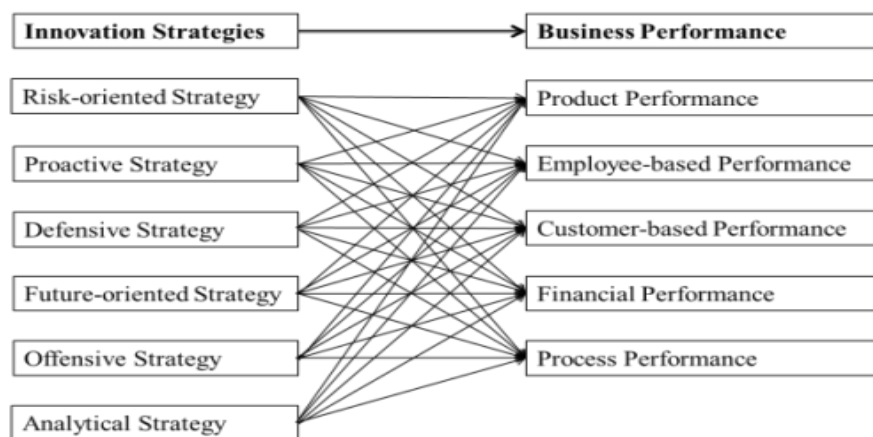 Innovation Strategies
Business Performance
Risk-oriented Strategy
Product Performance
Proactive Strategy
Employee-based Performance
Defensive Strategy
Customer-based Performance
Future-oriented Strategy
Financial Performance
Offensive Strategy
Process Performance
Analytical Strategy